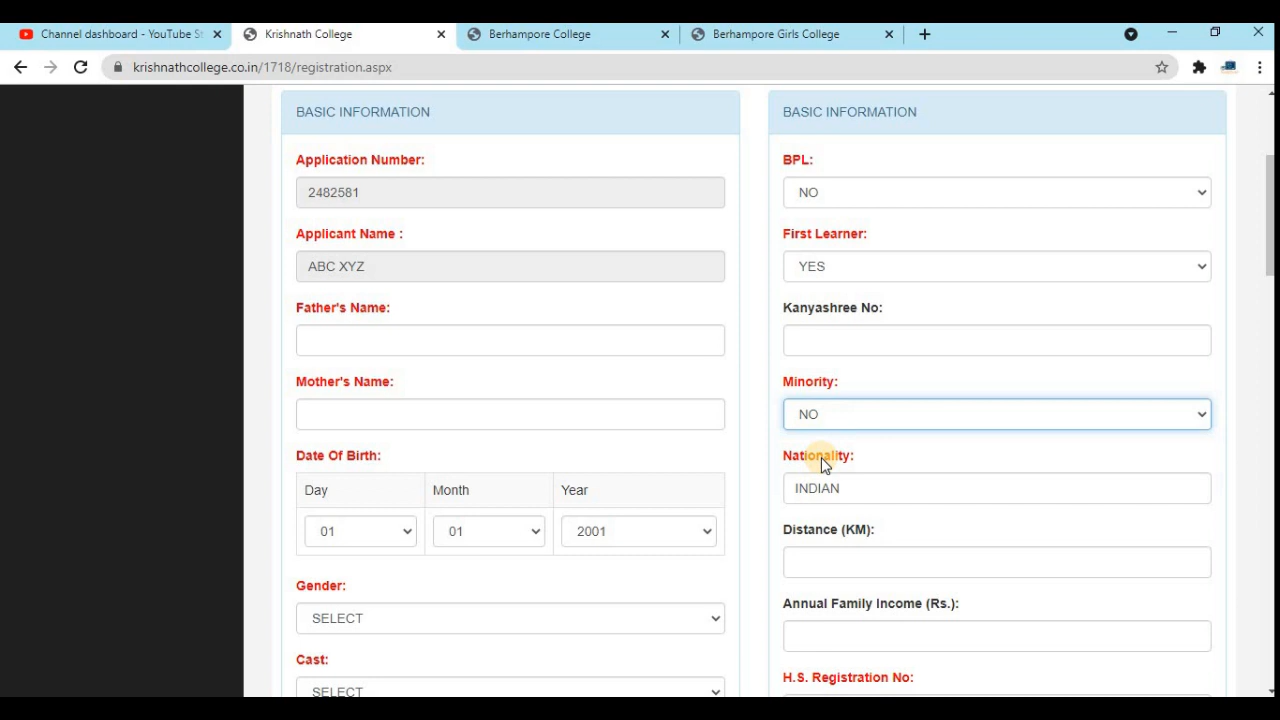 Channel dashboard - YouTube St
Krishnath College
Berhampore College
Berhampore Girls College
krishnathcollege.co.in/1718/registration.aspx
BASIC INFORMATION
Application Number:
2482581
Applicant Name :
ABC XYZ
Father's Name:
Mother's Name:
Date Of Birth:
Day Month Year
01 01 2001
Gender:
SELECT
Cast:
SELECT
BASIC INFORMATION
BPL:
NO
First Learner:
YES
Kanyashree No:
Minority:
NO
Nationality:
INDIAN
Distance (KM):
Annual Family Income (Rs.):
H.S. Registration No: